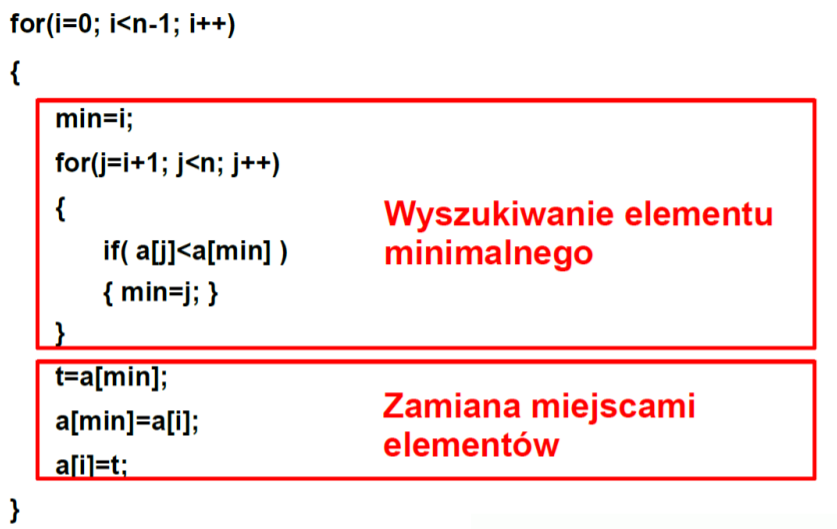 for(i=0; i<n-1; i++)
{
min=i;
for(j=i+1; j<n; j++)
{
if( a[j]<a[min] )
{ min=j; }
}
Wyszukiwanie elementu
minimalnego
t=a[min];
a[min]=a[i];
a[i]=t;
Zamiana miejscami
elementów
}